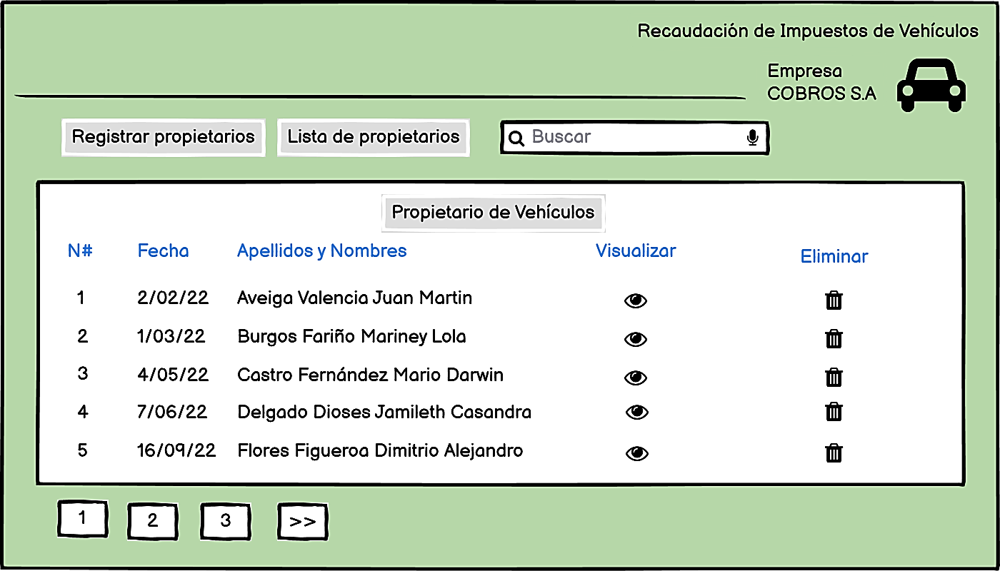 Recaudación de Impuestos de Vehículos
Empresa
COBROS S.A
Registrar propietarios Lista de propietarios Buscar
Propietario de Vehículos
N# Fecha Apellidos y Nombres Visualizar Eliminar
1 2/02/22 Aveiga Valencia Juan Martin
2 1/03/22 Burgos Fariño Mariney Lola
3 4/05/22 Castro Fernández Mario Darwin
4 7/06/22 Delgado Dioses Jamileth Casandra
5 16/09/22 Flores Figueroa Dimitrio Alejandro
1 2 3 >>